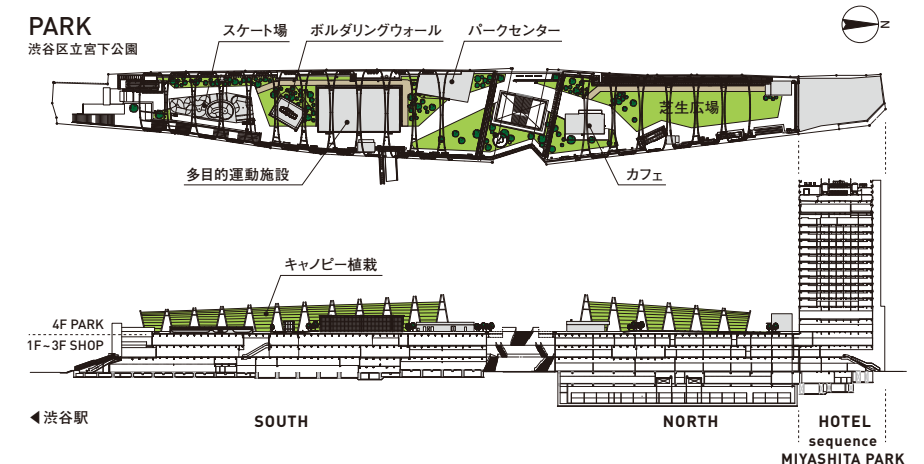 PARK
渋谷区立宮下公園
スケート場
ボルダリングウォール
パークセンター
N
芝生広場
多目的運動施設
カフェ
キャノピー植栽
4F PARK
1F~3F SHOP
◀渋谷駅
SOUTH
NORTH
HOTEL
sequence
MIYASHITA PARK